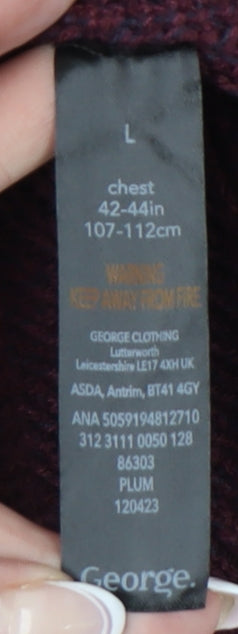 L
chest
42-44in
107-112cm
WARNING
KEEP AWAY FROM FIRE
GEORGE CLOTHING
Lutterworth
Leicestershire LE17 4XH UK
ASDA, Antrim, BT41 4GY
ANA 5059194812710
312 3111 0050 128
86303
PLUM
120423
George.